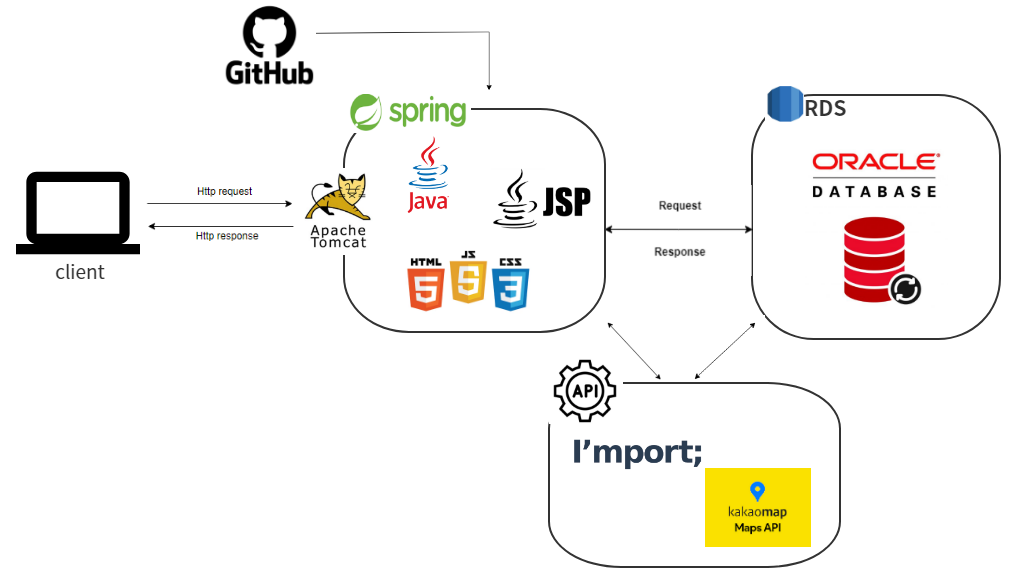 GitHub
spring
RDS
Java
ORACLE®
DATABASE
JSP
Http request
Http response
Apache
Tomcat
client
Request
Response
HTML
5
JS
5
CSS
3
API
I'mport;
kakaomap
Maps API